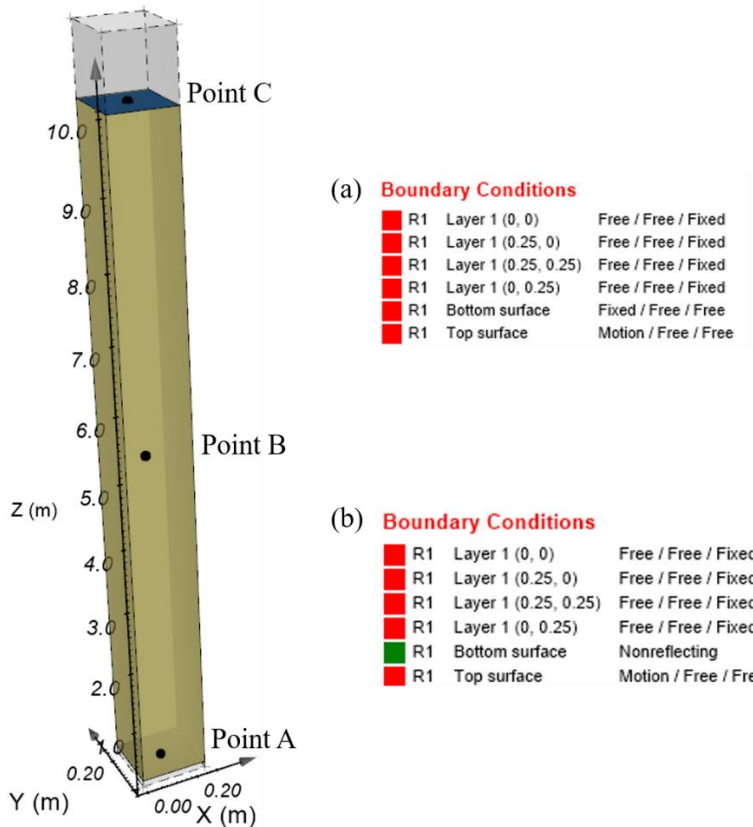 Point C
10.0
9.0
8.0
7.0
6.0
Point B
5.0
Z (m)
4.0
3.0
2.0
Point A
1.0
0.20
0.20
Y (m)
0.00
X (m)
(a)
Boundary Conditions
R1 Layer 1 (0, 0) Free / Free / Fixed
R1 Layer 1 (0.25, 0) Free / Free / Fixed
R1 Layer 1 (0.25, 0.25) Free / Free / Fixed
R1 Layer 1 (0, 0.25) Free / Free / Fixed
R1 Bottom surface Fixed / Free / Free
R1 Top surface Motion / Free / Free
(b)
Boundary Conditions
R1 Layer 1 (0, 0) Free / Free / Fixed
R1 Layer 1 (0.25, 0) Free / Free / Fixed
R1 Layer 1 (0.25, 0.25) Free / Free / Fixed
R1 Layer 1 (0, 0.25) Free / Free / Fixed
R1 Bottom surface Nonreflecting
R1 Top surface Motion / Free / Fre